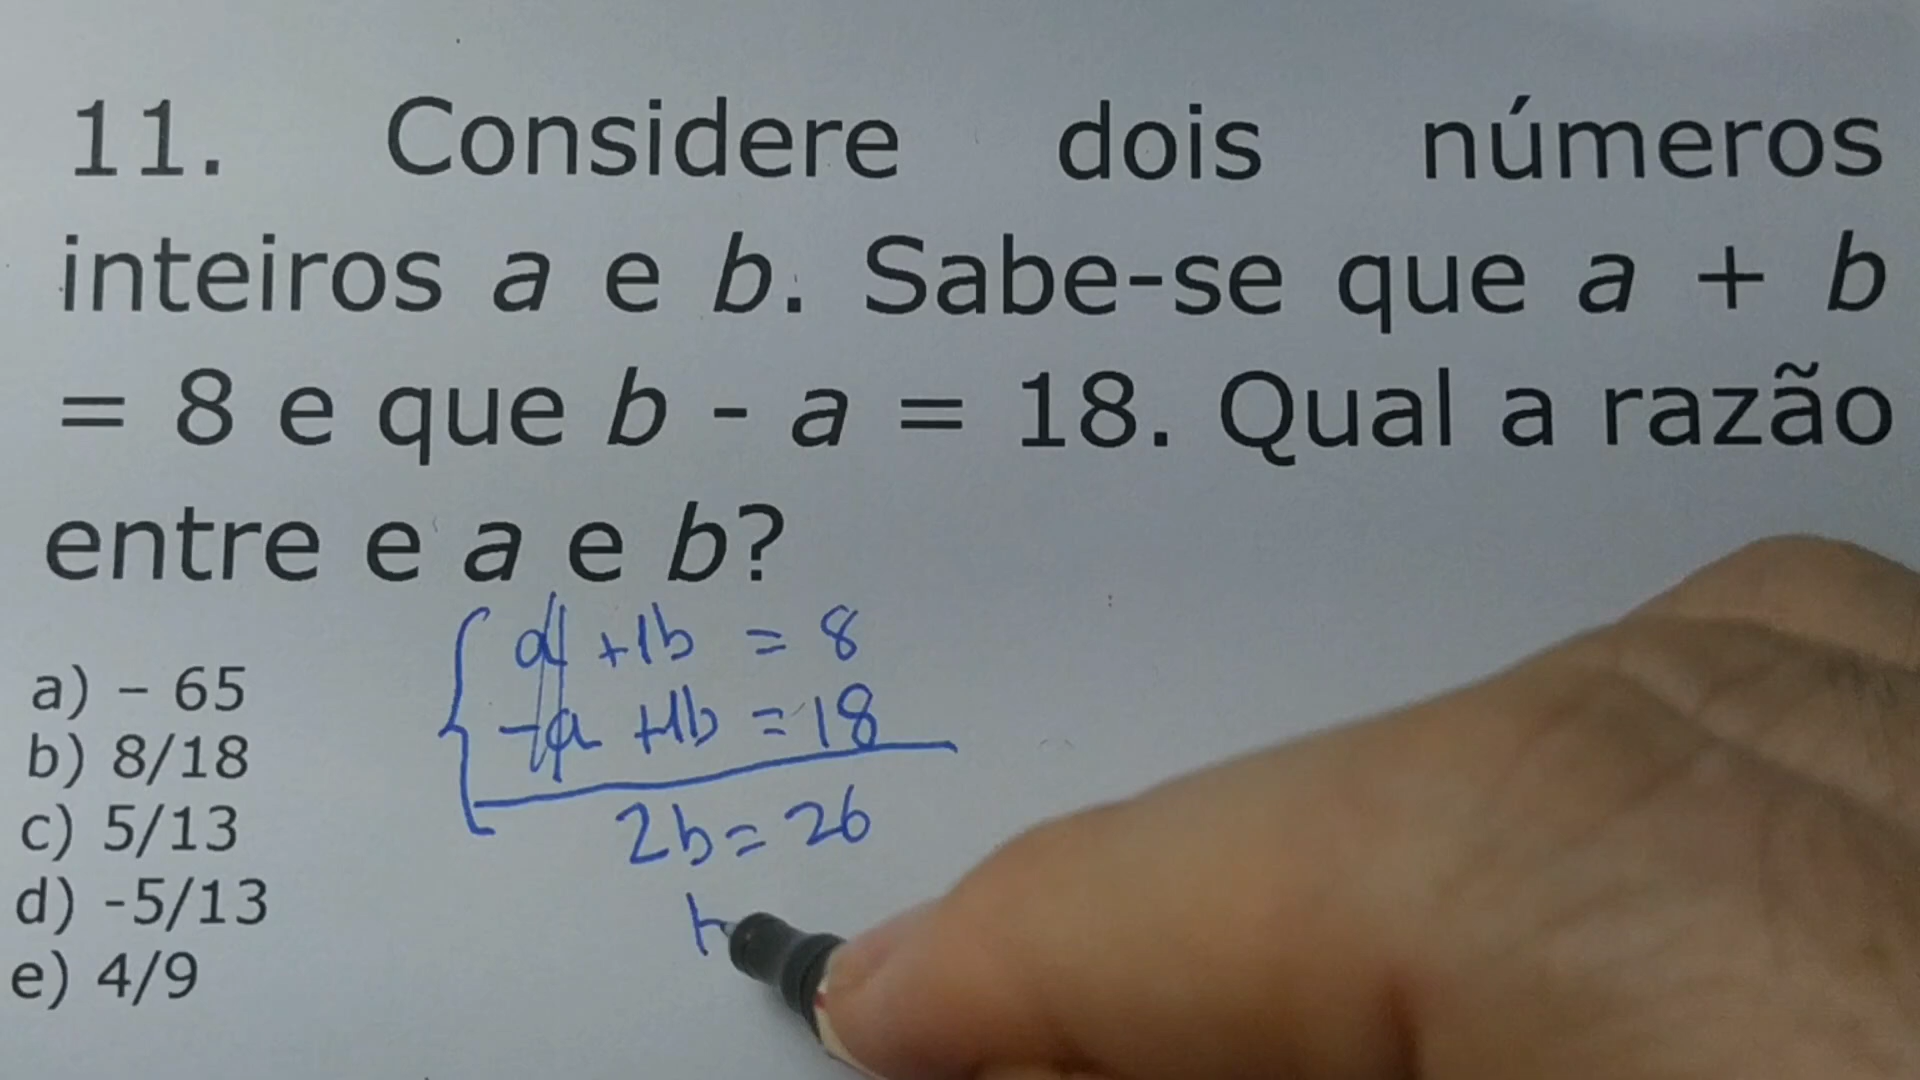 11. Considere dois números
inteiros a e b. Sabe-se que a + b
= 8 e que b - a = 18. Qual a razão
entre e a e b?
a) – 65
b) 8/18
c) 5/13
d) -5/13
e) 4/9
a +1b = 8
-a +1b = 18
2b = 26